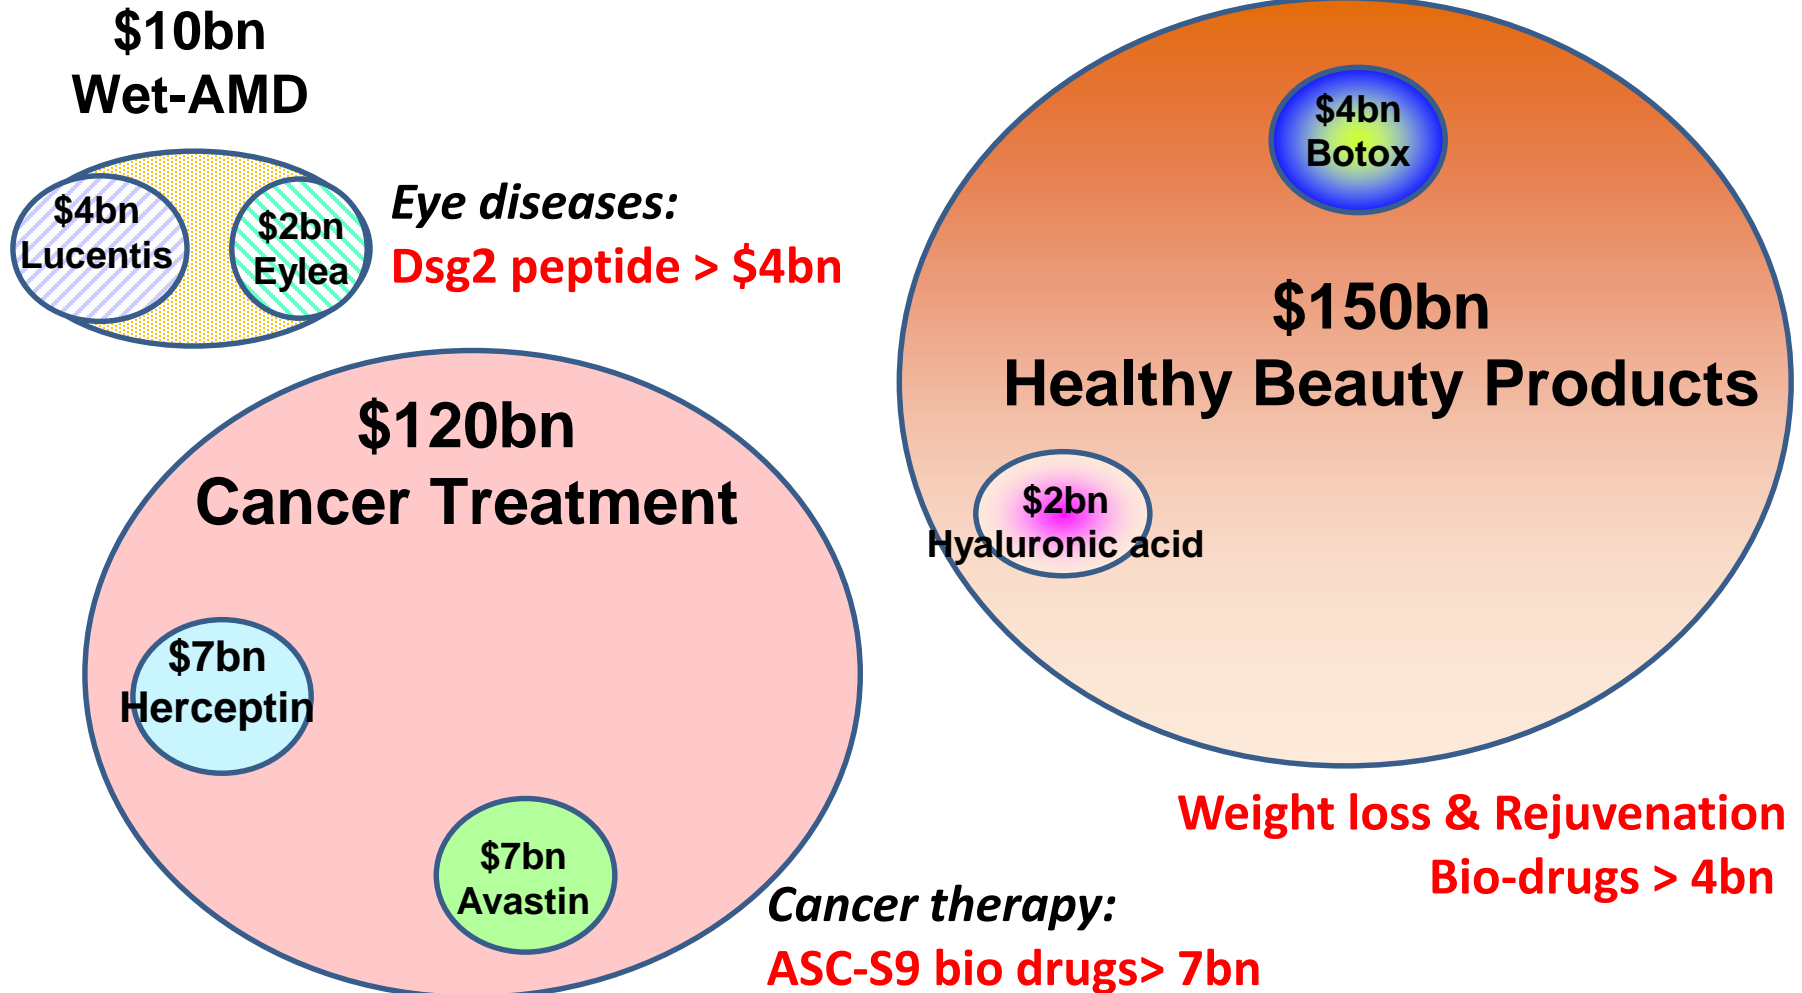 $10bn
Wet-AMD
$4bn
Lucentis
$2bn
Eylea
Eye diseases:
Dsg2 peptide > $4bn
$120bn
Cancer Treatment
$7bn
Herceptin
$7bn
Avastin
Cancer therapy:
ASC-S9 bio drugs> 7bn
$4bn
Botox
$150bn
Healthy Beauty Products
$2bn
Hyaluronic acid
Weight loss & Rejuvenation
Bio-drugs > 4bn